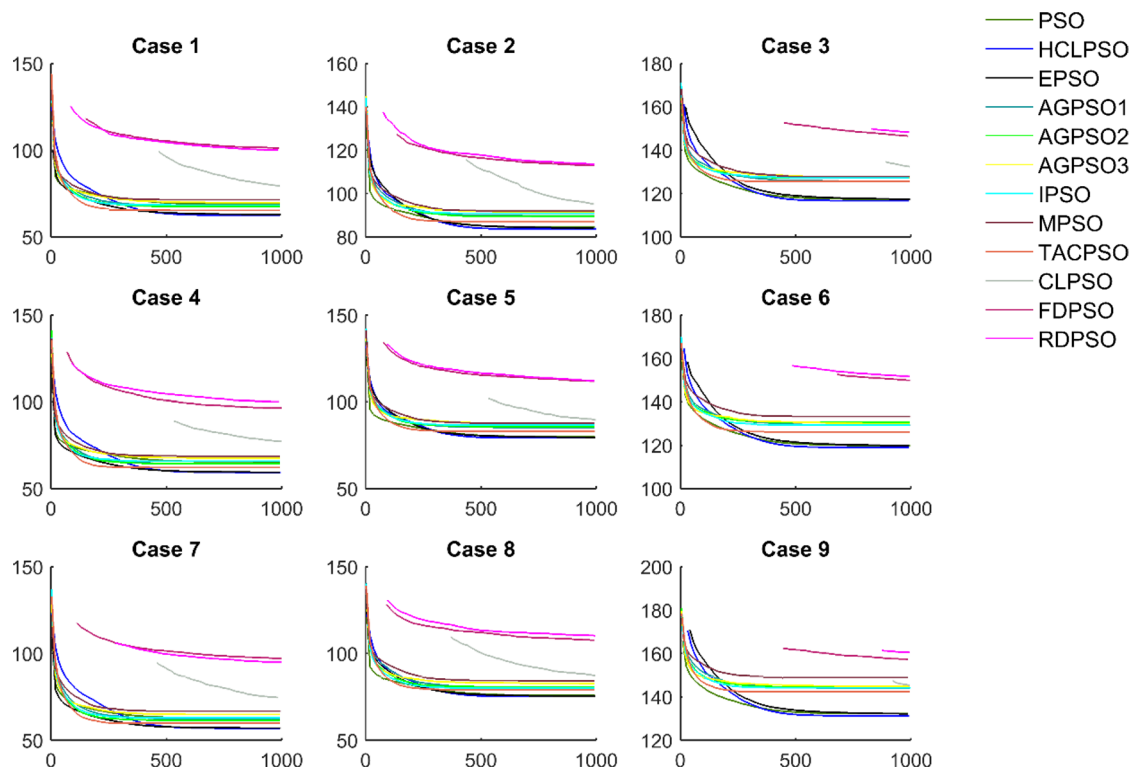 Case 1
150
100
50
0
500
1000
Case 2
140
120
100
80
0
500
1000
Case 3
180
160
140
120
100
0
500
1000
PSO
HCLPSO
EPSO
AGPSO1
AGPSO2
AGPSO3
IPSO
MPSO
TACPSO
CLPSO
FDPSO
RDPSO
Case 4
150
100
50
0
500
1000
Case 5
150
100
50
0
500
1000
Case 6
180
160
140
120
100
0
500
1000
Case 7
150
100
50
0
500
1000
Case 8
150
100
50
0
500
1000
Case 9
200
180
160
140
120
0
500
1000